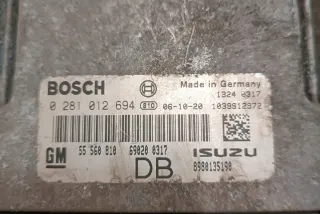 BOSCH Made in Germany
1324 0317
0 281 012 694 810 06-10-20 1039S12372
55 560 810 69020 0317 ISUZU
GM DB 8980135190